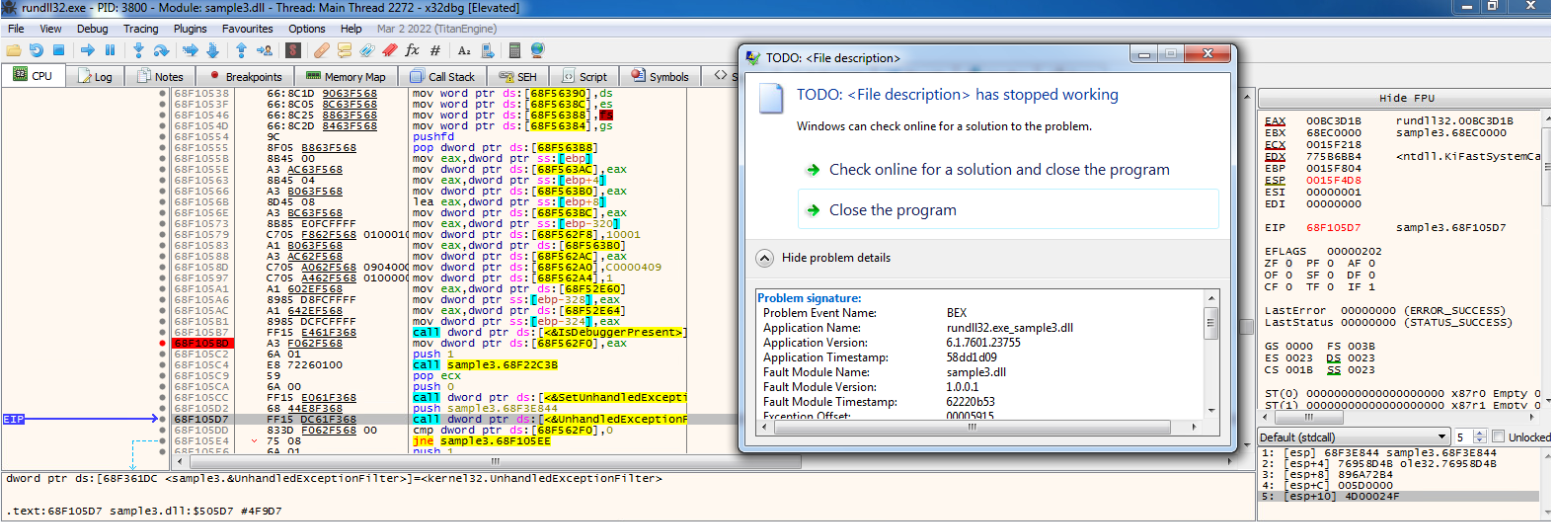 rundll32.exe - PID: 3800 - Module: sample3.dll - Thread: Main Thread 2272 - x32dbg [Elevated]
File View Debug Tracing Plugins Favourites Options Help Mar 2 2022 (TitanEngine)
CPU Log Notes Breakpoints Memory Map Call Stack SEH Script Symbols S
68F10538 66:8C1D 9063F568 mov word ptr ds:[68F56390],ds
68F1053F 66:8C05 8C63F568 mov word ptr ds:[68F5638C],es
68F10546 66:8C25 8863F568 mov word ptr ds:[68F56388],fs
68F1054D 66:8C2D 8463F568 mov word ptr ds:[68F56384],gs
68F10554 9C pushfd
68F10555 8F05 B863F568 pop dword ptr ds:[68F563B8]
68F1055B 8B45 00 mov eax,dword ptr ss:[ebp]
68F1055E A3 AC63F568 mov dword ptr ds:[68F563AC],eax
68F10563 8B45 04 mov eax,dword ptr ss:[ebp+4]
68F10566 A3 B063F568 mov dword ptr ds:[68F563B0],eax
68F1056B 8D45 08 lea eax,dword ptr ss:[ebp+8]
68F1056E A3 BC63F568 mov dword ptr ds:[68F563BC],eax
68F10573 8B85 E0FCFFFF mov eax,dword ptr ss:[ebp-320]
68F10579 C705 F862F568 010001 mov dword ptr ds:[68F562F8],10001
68F10583 A1 B063F568 mov eax,dword ptr ds:[68F563B0]
68F10588 A3 AC62F568 mov dword ptr ds:[68F562AC],eax
68F1058D C705 A062F568 090400 mov dword ptr ds:[68F562A0],C0000409
68F10597 C705 A462F568 010000 mov dword ptr ds:[68F562A4],1
68F105A1 A1 602EF568 mov eax,dword ptr ds:[68F52E60]
68F105A6 8985 D8FCFFFF mov dword ptr ss:[ebp-328],eax
68F105AC A1 642EF568 mov eax,dword ptr ds:[68F52E64]
68F105B1 8985 DCFCFFFF mov dword ptr ss:[ebp-324],eax
68F105B7 FF15 E461F368 call dword ptr ds:[<&IsDebuggerPresent>]
68F105BD A3 F062F568 mov dword ptr ds:[68F562F0],eax
68F105C2 6A 01 push 1
68F105C4 E8 72260100 call sample3.68F22C3B
68F105C9 59 pop ecx
68F105CA 6A 00 push 0
68F105CC FF15 E061F368 call dword ptr ds:[<&SetUnhandledExcepti
68F105D2 68 44E8F368 push sample3.68F3E844
EIP 68F105D7 FF15 DC61F368 call dword ptr ds:[<&UnhandledExceptionF
68F105DD 833D F062F568 00 cmp dword ptr ds:[68F562F0],0
68F105E4 75 08 jne sample3.68F105EE
68F105E6 6A 01 push 1
dword ptr ds:[68F361DC <sample3.&UnhandledExceptionFilter>]=<kernel32.UnhandledExceptionFilter>
.text:68F105D7 sample3.dll:$505D7 #4F9D7
TODO: <File description>
TODO: <File description> has stopped working
Windows can check online for a solution to the problem.
Check online for a solution and close the program
Close the program
Hide problem details
Problem signature:
Problem Event Name: BEX
Application Name: rundll32.exe_sample3.dll
Application Version: 6.1.7601.23755
Application Timestamp: 58dd1d09
Fault Module Name: sample3.dll
Fault Module Version: 1.0.0.1
Fault Module Timestamp: 62220b53
Exception Offset: 00005915
Hide FPU
EAX 00BC3D1B rundll32.00BC3D1B
EBX 68EC0000 sample3.68EC0000
ECX 0015F218
EDX 775B6BB4 <ntdll.KiFastSystemCa
EBP 0015F804
ESP 0015F4D8
ESI 00000001
EDI 00000000
EIP 68F105D7 sample3.68F105D7
EFLAGS 00000202
ZF 0 PF 0 AF 0
OF 0 SF 0 DF 0
CF 0 TF 0 IF 1
LastError 00000000 (ERROR_SUCCESS)
LastStatus 00000000 (STATUS_SUCCESS)
GS 0000 FS 003B
ES 0023 DS 0023
CS 001B SS 0023
ST(0) 00000000000000000000 x87r0 Empty 0
ST(1) 00000000000000000000 x87r1 Empty 0
Default (stdcall) 5 Unlocked
1: [esp] 68F3E844 sample3.68F3E844
2: [esp+4] 76958D4B ole32.76958D4B
3: [esp+8] 896A72B4
4: [esp+C] 005D0000
5: [esp+10] 4D00024F